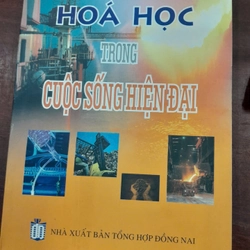 HOÁ HỌC
TRONG
CUỘC SỐNG HIỆN ĐẠI
NHÀ XUẤT BẢN TỔNG HỢP ĐỒNG NAI